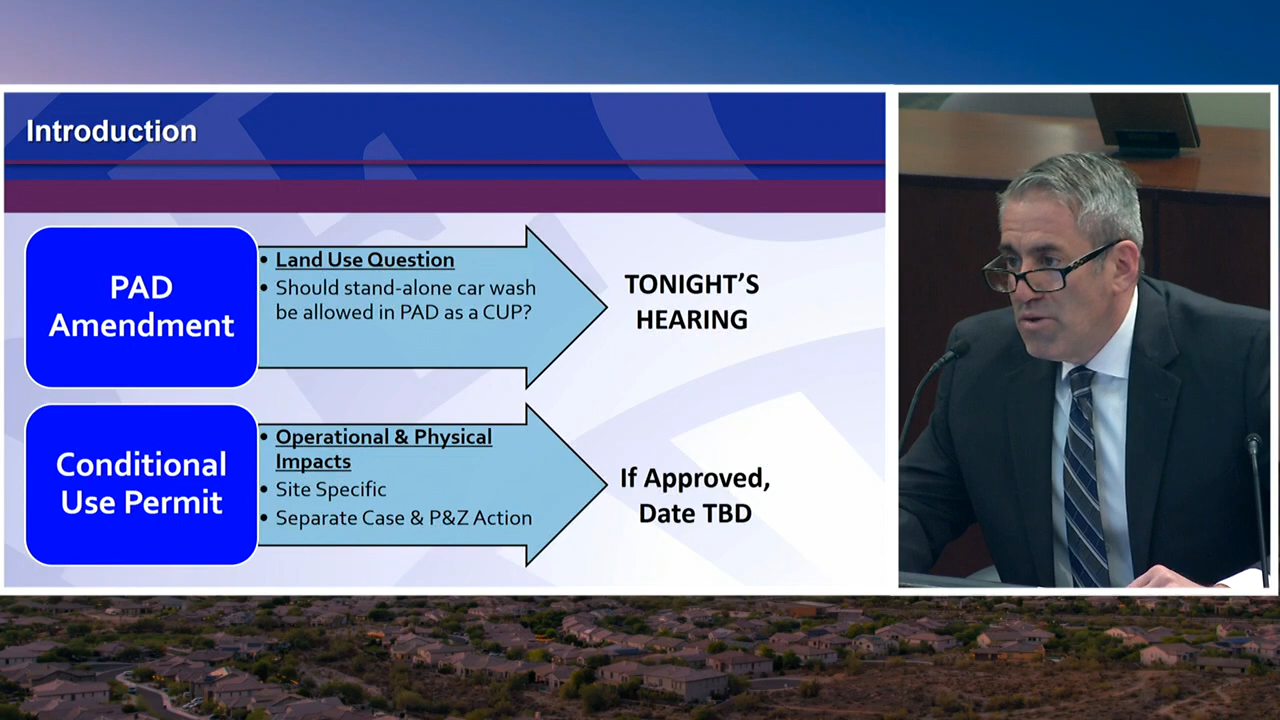 Introduction
PAD
Amendment
• Land Use Question
• Should stand-alone car wash
be allowed in PAD as a CUP?
TONIGHT’S
HEARING
Conditional
Use Permit
• Operational & Physical
Impacts
• Site Specific
• Separate Case & P&Z Action
If Approved,
Date TBD